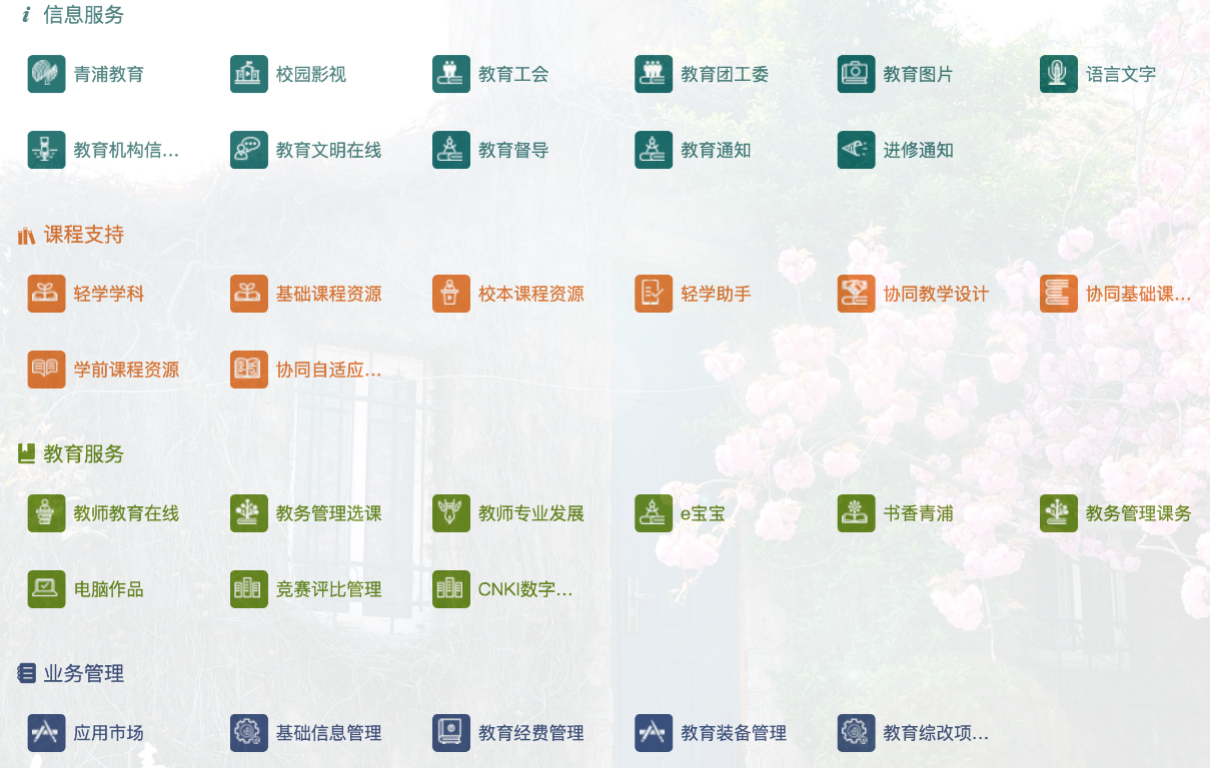 信息服务
青浦教育 校园影视 教育工会 教育团工委 教育图片 语言文字
教育机构信... 教育文明在线 教育督导 教育通知 进修通知
课程支持
轻学学科 基础课程资源 校本课程资源 轻学助手 协同教学设计 协同基础课...
学前课程资源 协同自适应...
教育服务
教师教育在线 教务管理选课 教师专业发展 e宝宝 书香青浦 教务管理课务
电脑作品 竞赛评比管理 CNKI数字...
业务管理
应用市场 基础信息管理 教育经费管理 教育装备管理 教育综改项...